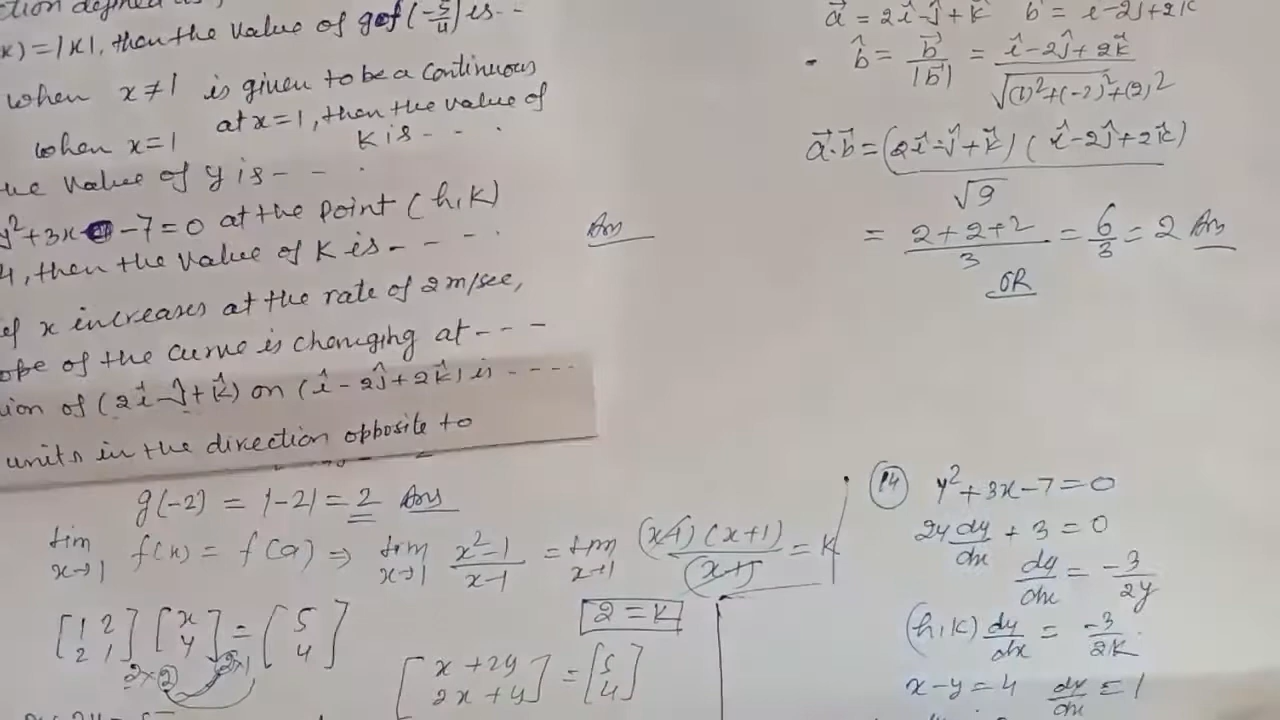 ction defined as
x) = |x|, then the value of gof(-5/4) is --
when x ≠ 1 is given to be a continuous
when x = 1 at x = 1, then the value of
K is - - .
ue value of y is - - .
y² + 3x - 7 = 0 at the point (h, K)
4, then the value of K is - - - .
if x increases at the rate of 2 m/sec,
ope of the curve is changing at - - -
ion of (2î - ĵ + k̂) on (î - 2ĵ + 2k̂) is - - - -
units in the direction opposite to
g(-2) = |-2| = 2 Ans
lim x→1 f(x) = f(a) ⇒ lim x→1 x²-1/x-1 = lim x→1 (x-1)(x+1)/(x-1) = K
2 = K
[1 2 2 1] [x y] = [5 4]
2×2 2×1
[x + 2y 2x + y] = [5 4]
Ans
a⃗ = 2î - ĵ + k̂ b = i - 2j + 2k
b̂ = b⃗/|b⃗| = î - 2ĵ + 2k̂/√(1)² + (-2)² + (2)²
a⃗.b⃗ = (2î - ĵ + k̂)(î - 2ĵ + 2k̂)/√9
= 2+2+2/3 = 6/3 = 2 Ans
OR
14 y² + 3x - 7 = 0
2y dy/dx + 3 = 0
dy/dx = -3/2y
(h, K) dy/dx = -3/2K
x - y = 4 dy/dx = 1